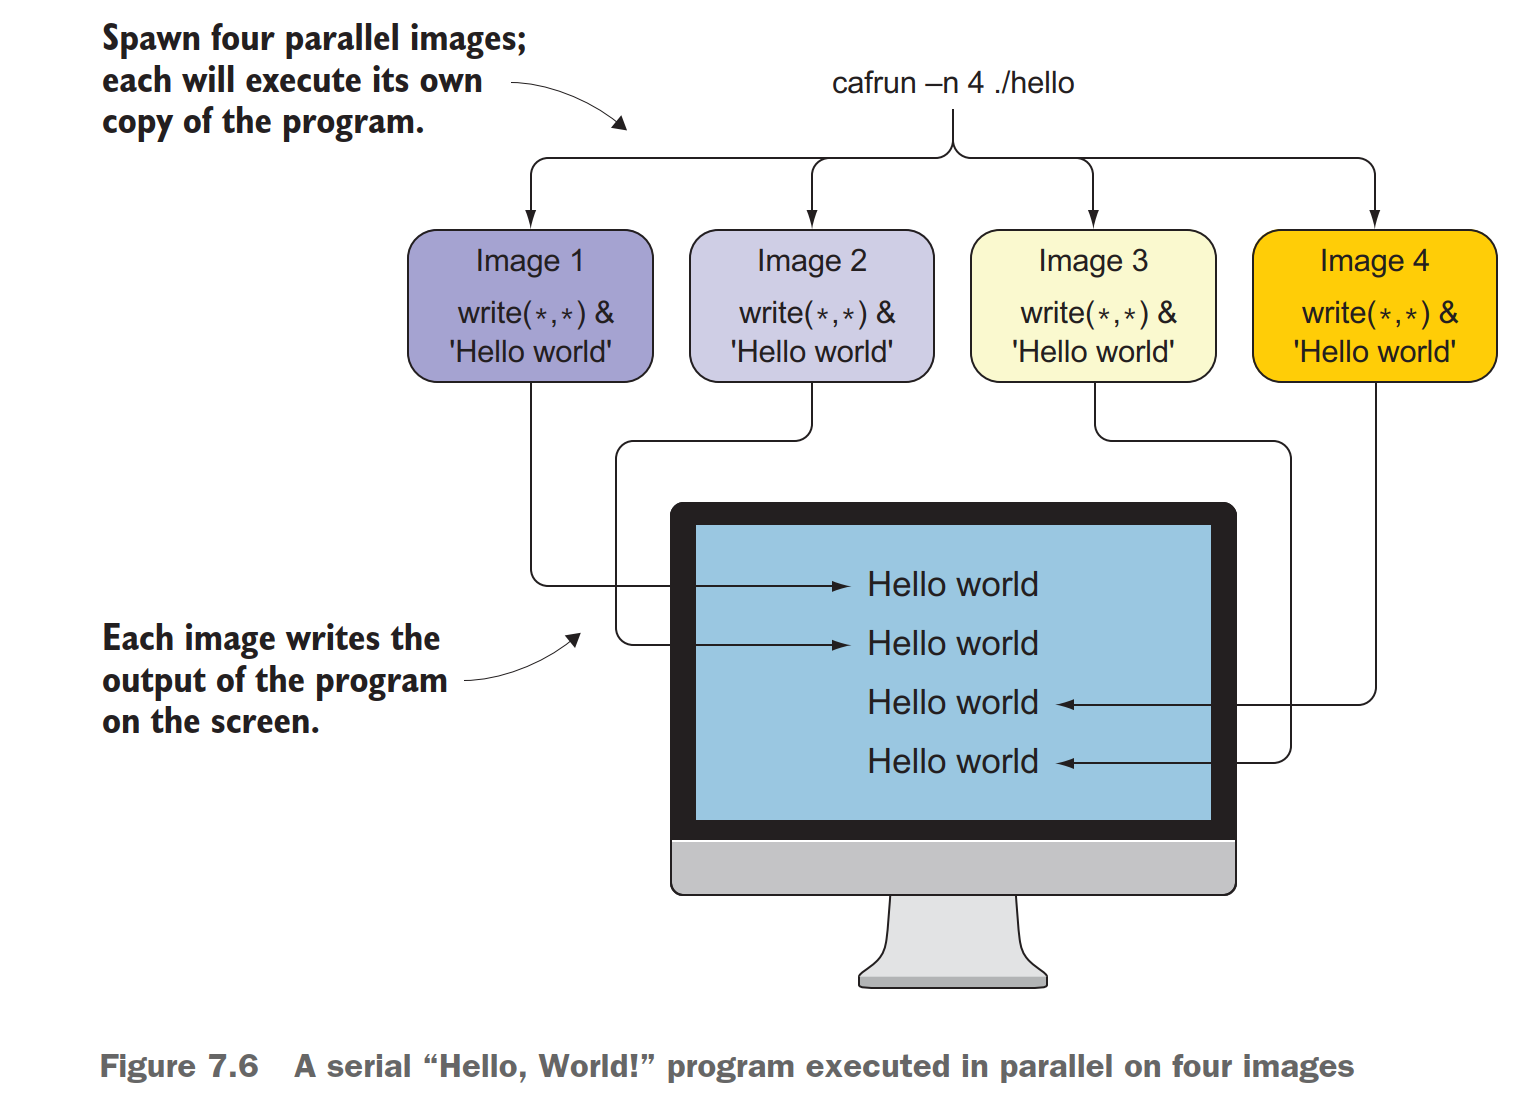 Spawn four parallel images;
each will execute its own
copy of the program.
cafrun –n 4 ./hello
Image 1
write(*,*) &
'Hello world'
Image 2
write(*,*) &
'Hello world'
Image 3
write(*,*) &
'Hello world'
Image 4
write(*,*) &
'Hello world'
Hello world
Hello world
Hello world
Hello world
Each image writes the
output of the program
on the screen.
Figure 7.6 A serial “Hello, World!” program executed in parallel on four images